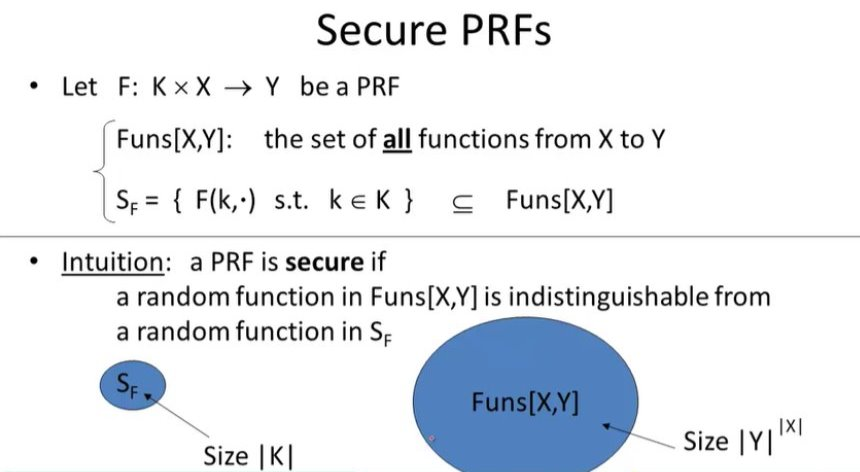 Secure PRFs
• Let F: K × X → Y be a PRF
Funs[X,Y]: the set of all functions from X to Y
S_F = { F(k,·) s.t. k ∈ K } ⊆ Funs[X,Y]
• Intuition: a PRF is secure if
a random function in Funs[X,Y] is indistinguishable from
a random function in S_F
S_F
Funs[X,Y]
Size |K|
Size |Y|^|X|